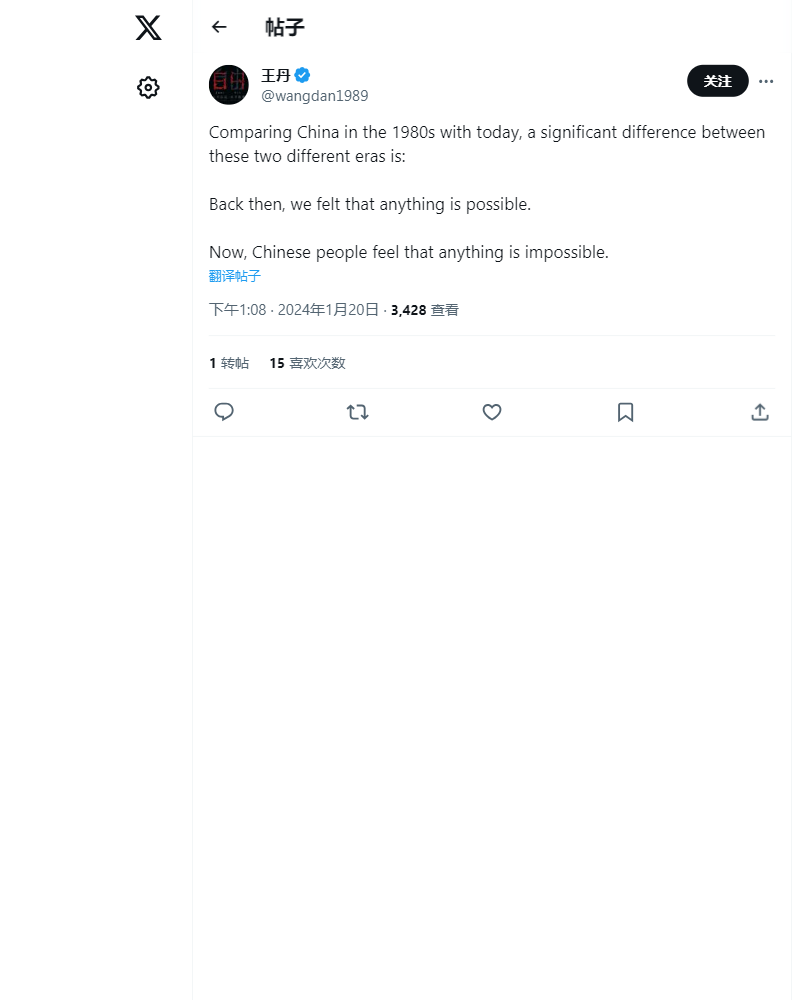 帖子
王丹
@wangdan1989
关注
Comparing China in the 1980s with today, a significant difference between
these two different eras is:
Back then, we felt that anything is possible.
Now, Chinese people feel that anything is impossible.
翻译帖子
下午1:08 · 2024年1月20日 · 3,428 查看
1 转帖 15 喜欢次数